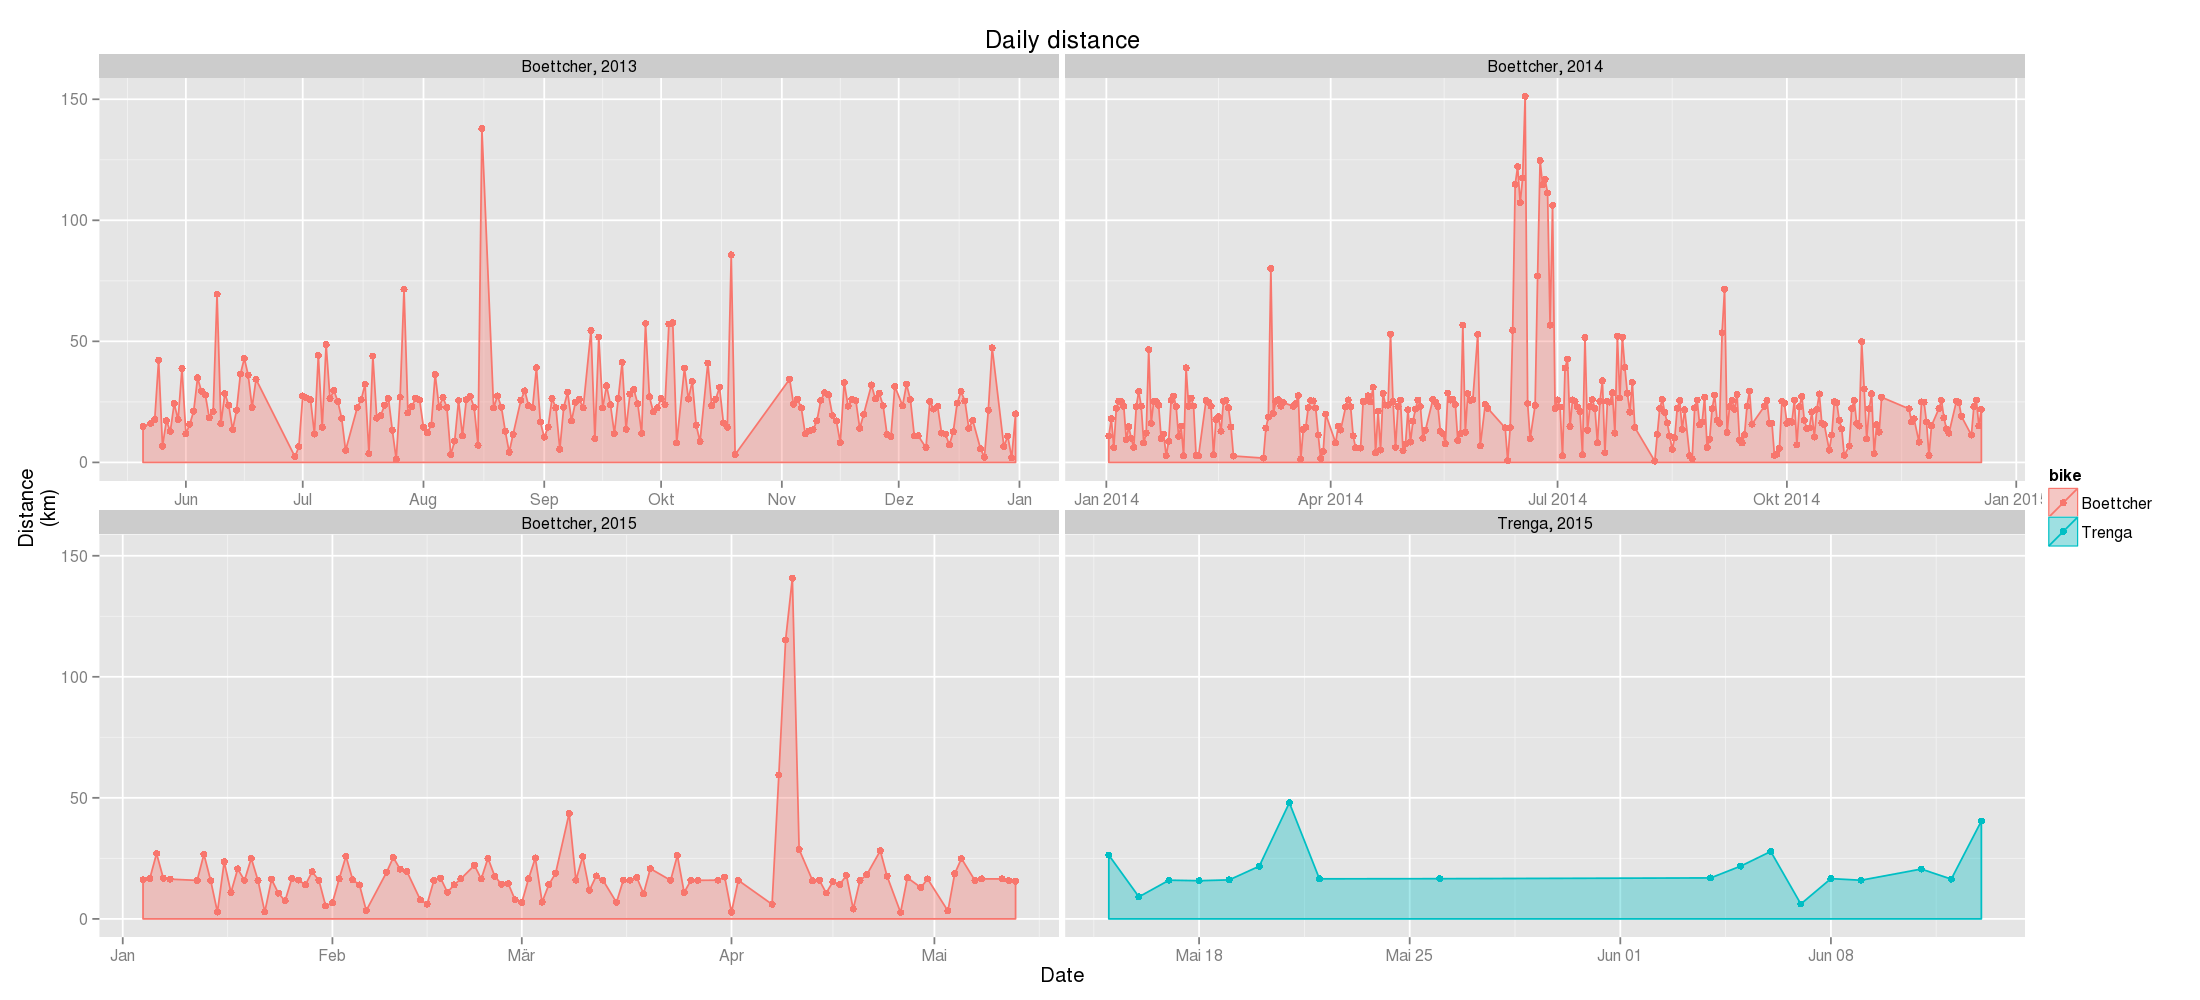 Daily distance
Boettcher, 2013
Boettcher, 2014
150
100
50
0
Jun Jul Aug Sep Okt Nov Dez Jan
Jan 2014 Apr 2014 Jul 2014 Okt 2014 Jan 201
Boettcher, 2015
Trenga, 2015
150
100
50
0
Jan Feb Mär Apr Mai
Mai 18 Mai 25 Jun 01 Jun 08
Distance
(km)
Date
bike
Boettcher
Trenga